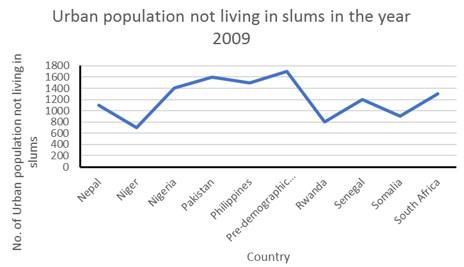 Urban population not living in slums in the year
2009
No. of Urban population not living in
slums
1800
1600
1400
1200
1000
800
600
400
200
0
Nepal
Niger
Nigeria
Pakistan
Philippines
Pre-demographic...
Rwanda
Senegal
Somalia
South Africa
Country